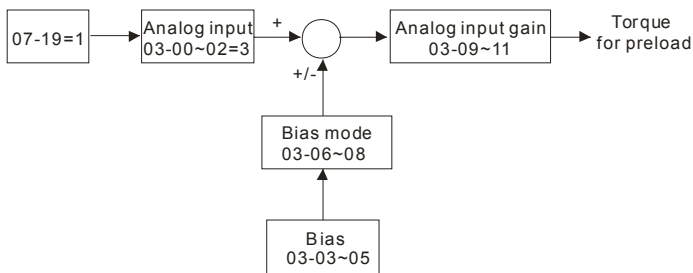 07-19=1
Analog input
03-00~02=3
+
+/-
Analog input gain
03-09~11
Torque
for preload
Bias mode
03-06~08
Bias
03-03~05